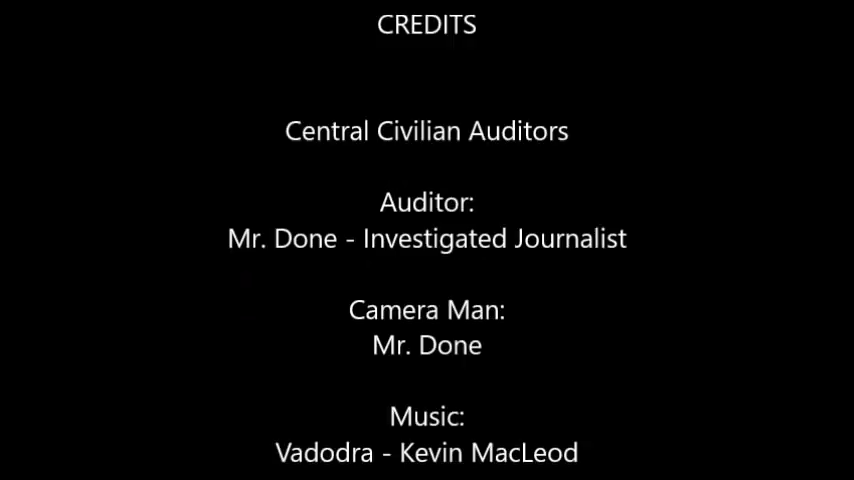 CREDITS
Central Civilian Auditors
Auditor:
Mr. Done - Investigated Journalist
Camera Man:
Mr. Done
Music:
Vadodra - Kevin MacLeod